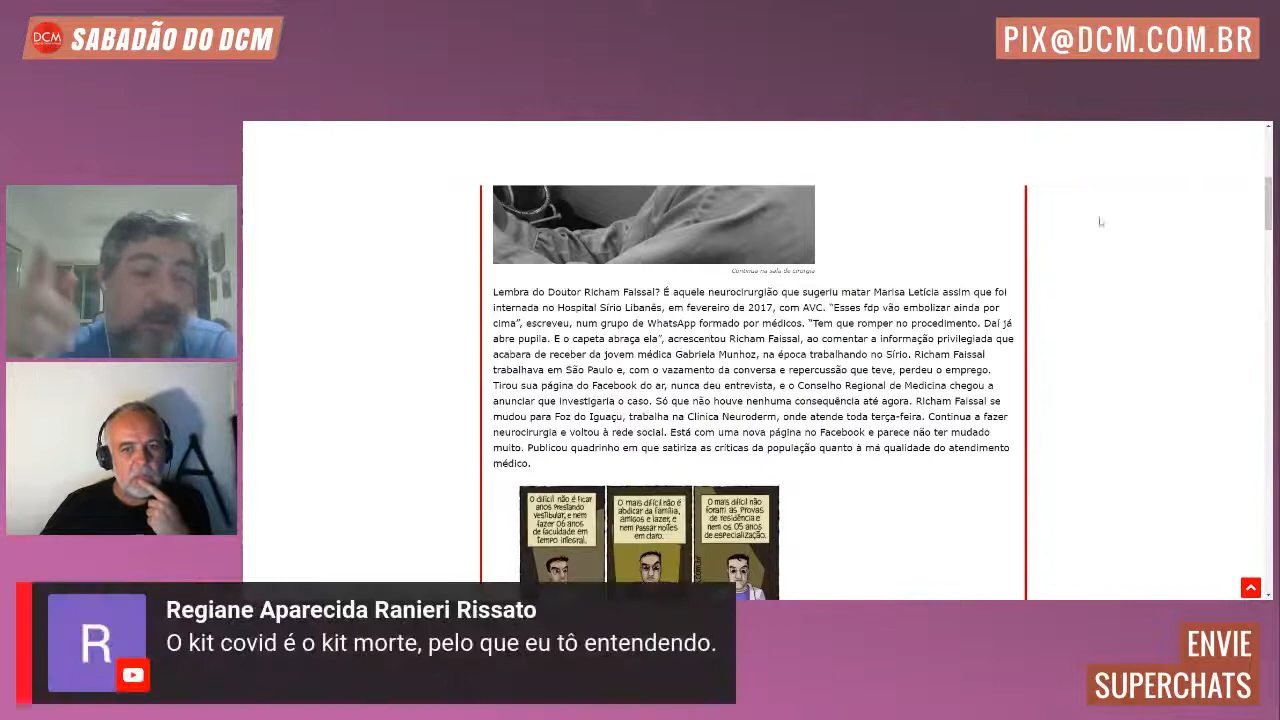 DCM
SABADÃO DO DCM
PIX@DCM.COM.BR
Continua na sala de cirurgia
Lembra do Doutor Richam Faissal? É aquele neurocirurgião que sugeriu matar Marisa Letícia assim que foi
internada no Hospital Sírio Libanês, em fevereiro de 2017, com AVC. “Esses fdp vão embolizar ainda por
cima”, escreveu, num grupo de WhatsApp formado por médicos. “Tem que romper no procedimento. Daí já
abre pupila. E o capeta abraça ela”, acrescentou Richam Faissal, ao comentar a informação privilegiada que
acabara de receber da jovem médica Gabriela Munhoz, na época trabalhando no Sírio. Richam Faissal
trabalhava em São Paulo e, com o vazamento da conversa e repercussão que teve, perdeu o emprego.
Tirou sua página do Facebook do ar, nunca deu entrevista, e o Conselho Regional de Medicina chegou a
anunciar que investigaria o caso. Só que não houve nenhuma consequência até agora. Richam Faissal se
mudou para Foz do Iguaçu, trabalha na Clínica Neuroderm, onde atende toda terça-feira. Continua a fazer
neurocirurgia e voltou à rede social. Está com uma nova página no Facebook e parece não ter mudado
muito. Publicou quadrinho em que satiriza as críticas da população quanto à má qualidade do atendimento
médico.
O difícil não é ficar
anos prestando
vestibular, e nem
fazer 06 anos
de faculdade em
tempo integral.
O mais difícil não é
abdicar da família,
amigos e lazer, e
nem passar noites
em claro.
O mais difícil não
foram as provas
de residência e
nem os 05 anos
de especialização.
R
Regiane Aparecida Ranieri Rissato
O kit covid é o kit morte, pelo que eu tô entendendo.
ENVIE
SUPERCHATS